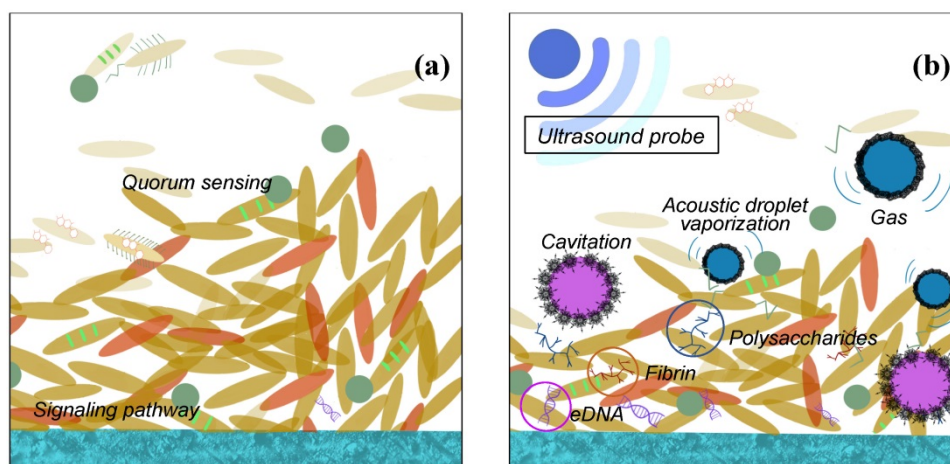 (a)
Quorum sensing
Signaling pathway
(b)
Ultrasound probe
Acoustic droplet
vaporization
Gas
Cavitation
Polysaccharides
Fibrin
eDNA